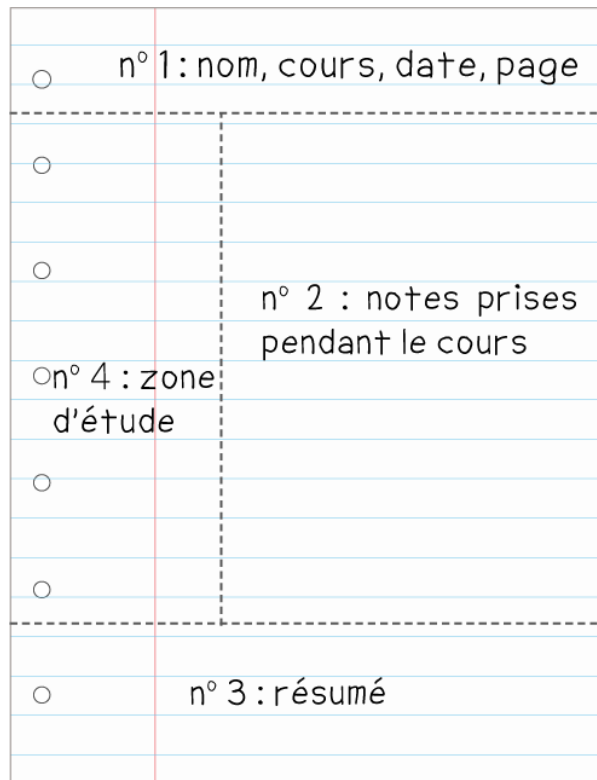 n° 1 : nom, cours, date, page
n° 2 : notes prises
pendant le cours
n° 4 : zone
d'étude
n° 3 : résumé